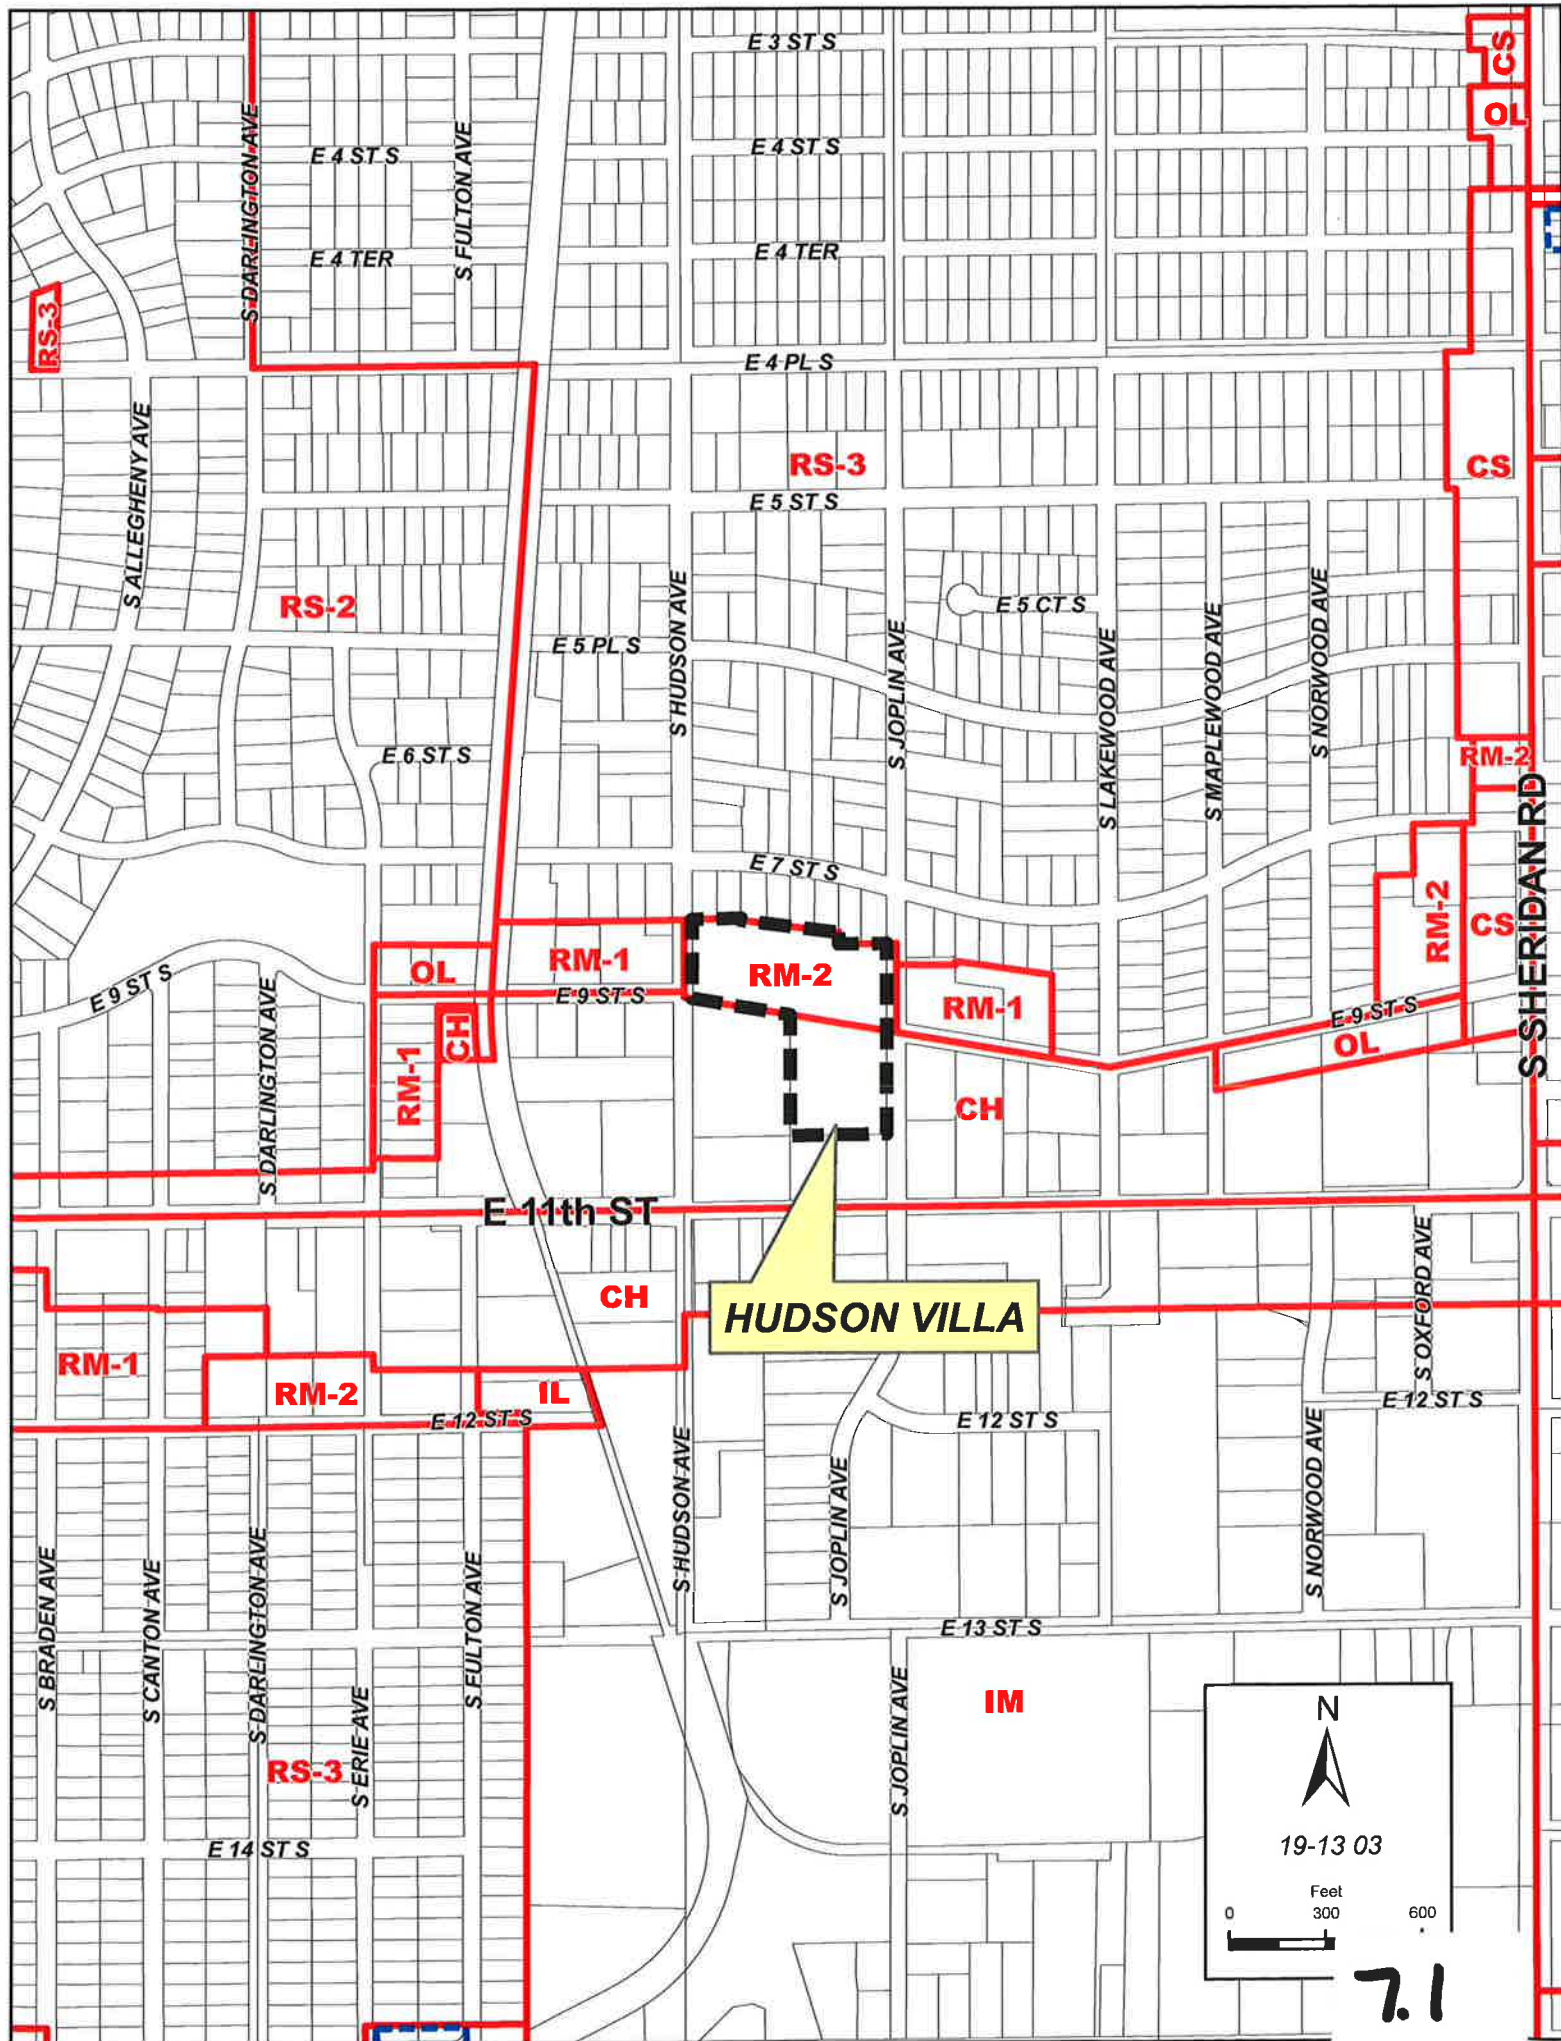 E 3 ST S
CS
OL
S DARLINGTON AVE
E 4 ST S
S FULTON AVE
E 4 ST S
E 4 TER
E 4 TER
RS-3
E 4 PL S
S ALLEGHENY AVE
RS-3
CS
E 5 ST S
RS-2
S HUDSON AVE
E 5 CT S
S JOPLIN AVE
S LAKEWOOD AVE
S MAPLEWOOD AVE
S NORWOOD AVE
E 5 PL S
E 6 ST S
RM-2
S SHERIDAN RD
E 7 ST S
RM-2
CS
OL
RM-1
RM-2
RM-1
E 9 ST S
E 9 ST S
E 9 ST S
OL
S DARLINGTON AVE
CH
RM-1
CH
E 11th ST
CH
HUDSON VILLA
S OXFORD AVE
RM-1
RM-2
IL
E 12 ST S
E 12 ST S
E 12 ST S
S HUDSON AVE
S JOPLIN AVE
S NORWOOD AVE
S BRADEN AVE
S CANTON AVE
S DARLINGTON AVE
S FULTON AVE
E 13 ST S
S ERIE AVE
S JOPLIN AVE
IM
RS-3
E 14 ST S
N
19-13 03
Feet
0 300 600
7.1